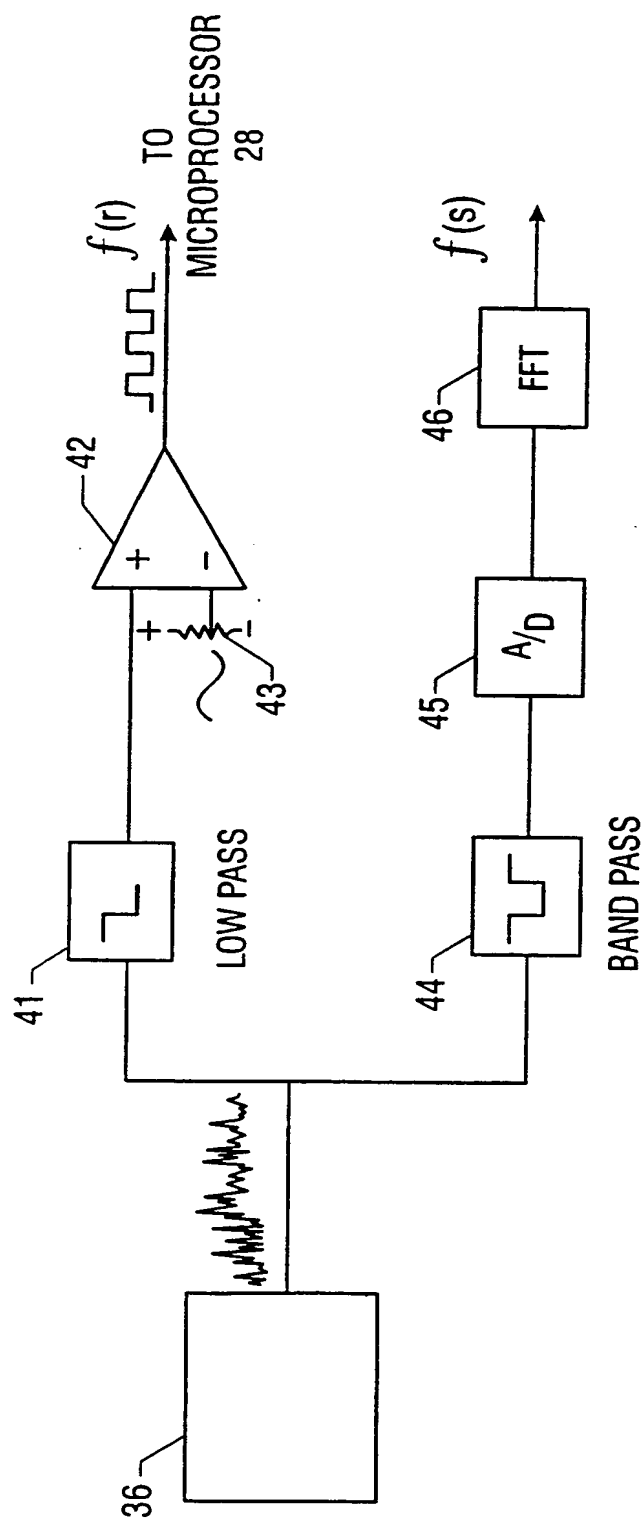 36
41
LOW PASS
+
−
42
+
−
43
f(r)
TO
MICROPROCESSOR
28
44
BAND PASS
45
A/D
46
FFT
f(s)